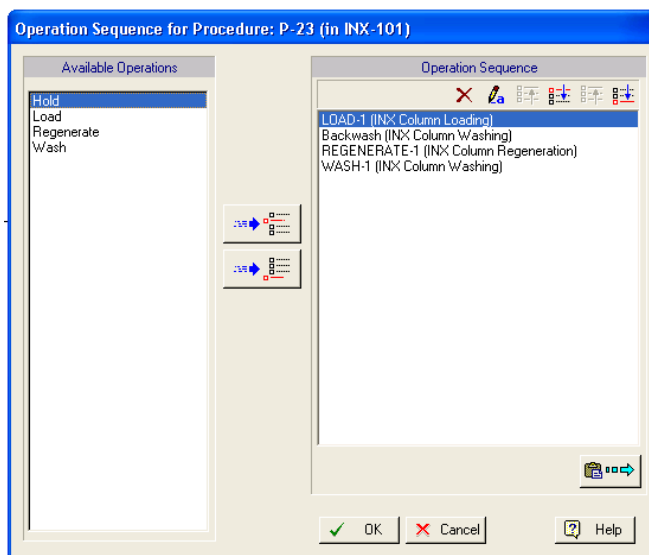 Operation Sequence for Procedure: P-23 (in INX-101)
Available Operations
Hold
Load
Regenerate
Wash
Operation Sequence
LOAD-1 (INX Column Loading)
Backwash (INX Column Washing)
REGENERATE-1 (INX Column Regeneration)
WASH-1 (INX Column Washing)
OK
Cancel
Help